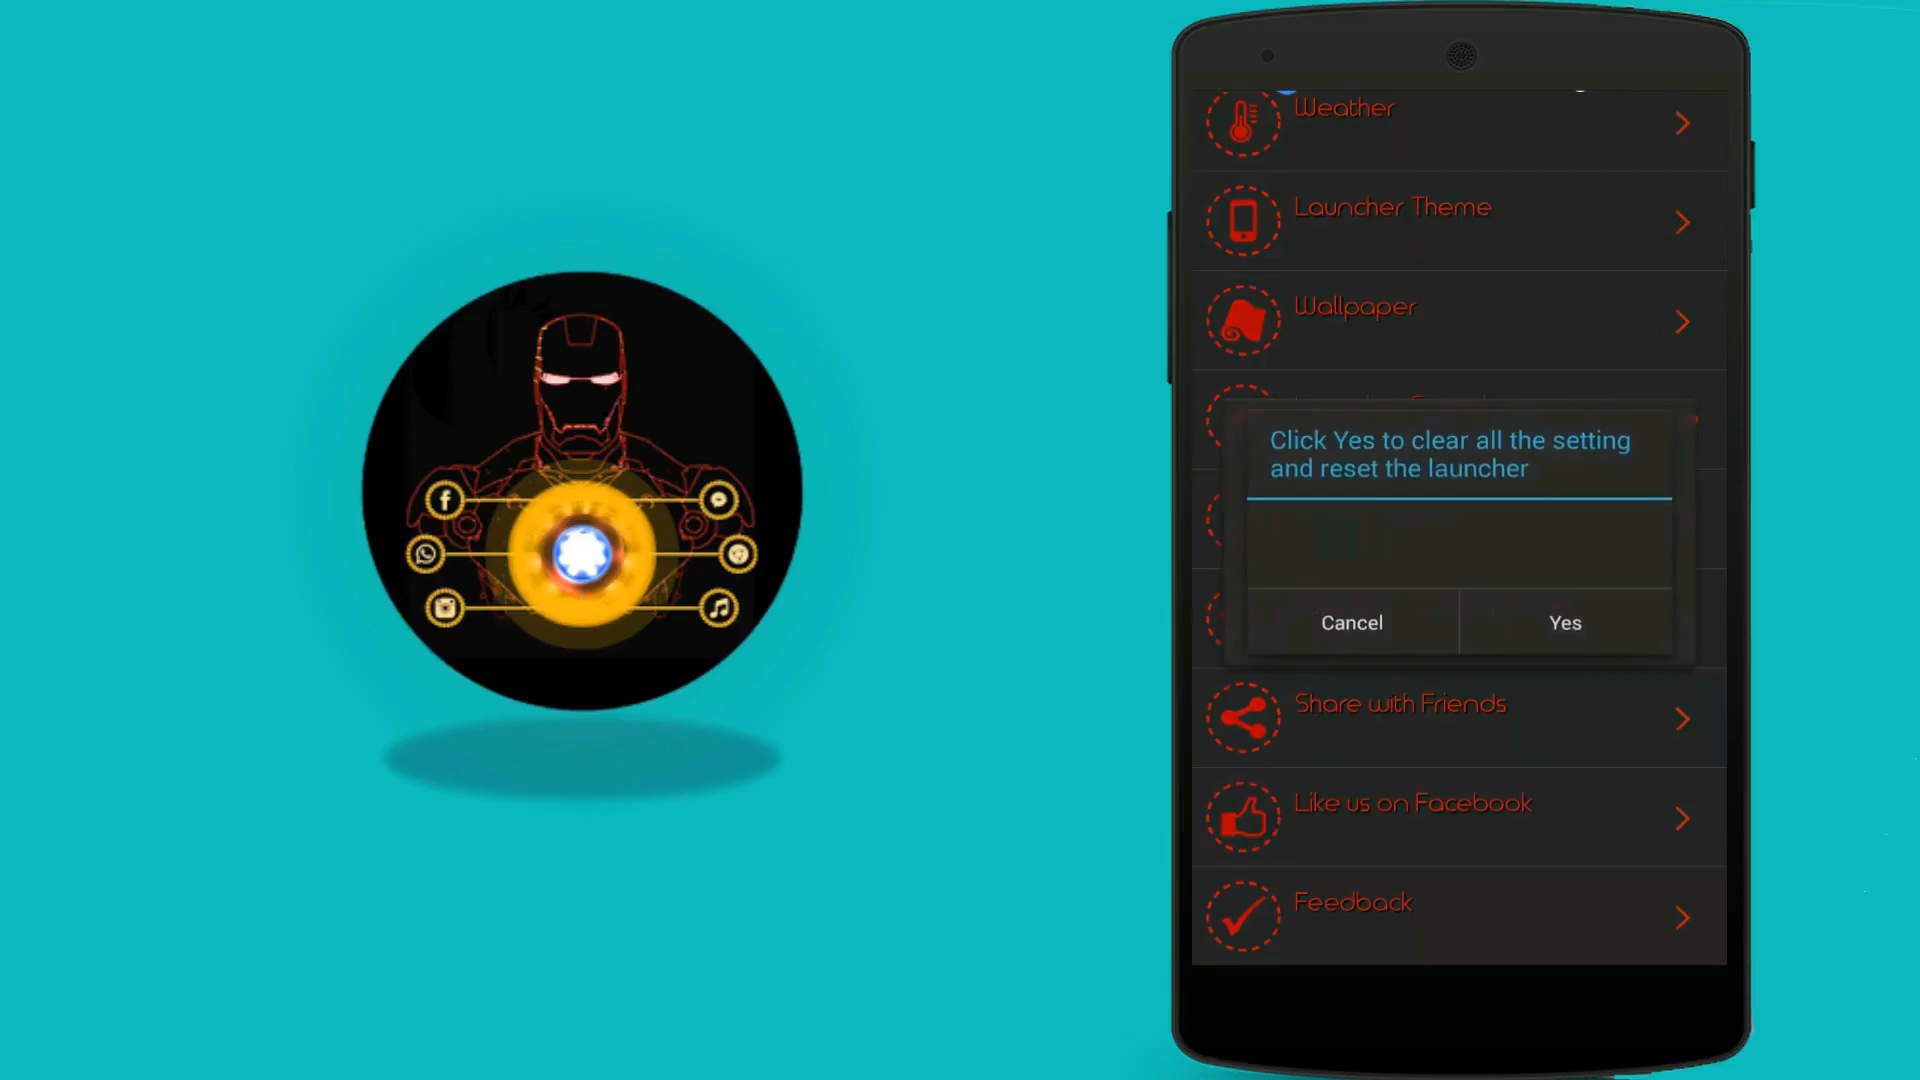 Weather
Launcher Theme
Wallpaper
Click Yes to clear all the setting
and reset the launcher
Cancel
Yes
Share with Friends
Like us on Facebook
Feedback